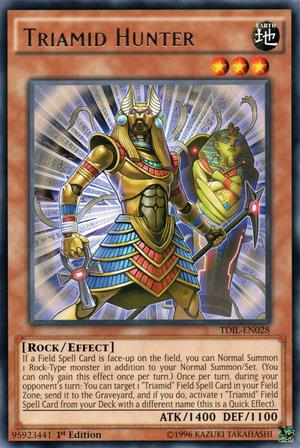 TRIAMID HUNTER
EARTH
地
TDIL-EN028
[ROCK/EFFECT]
If a Field Spell Card is face-up on the field, you can Normal Summon
1 Rock-Type monster in addition to your Normal Summon/Set. (You
can only gain this effect once per turn.) Once per turn, during your
opponent's turn: You can target 1 "Triamid" Field Spell Card in your Field
Zone; send it to the Graveyard, and if you do, activate 1 "Triamid" Field
Spell Card from your Deck with a different name (this is a Quick Effect).
ATK/1400 DEF/1100
95923441 1st Edition ©1996 KAZUKI TAKAHASHI